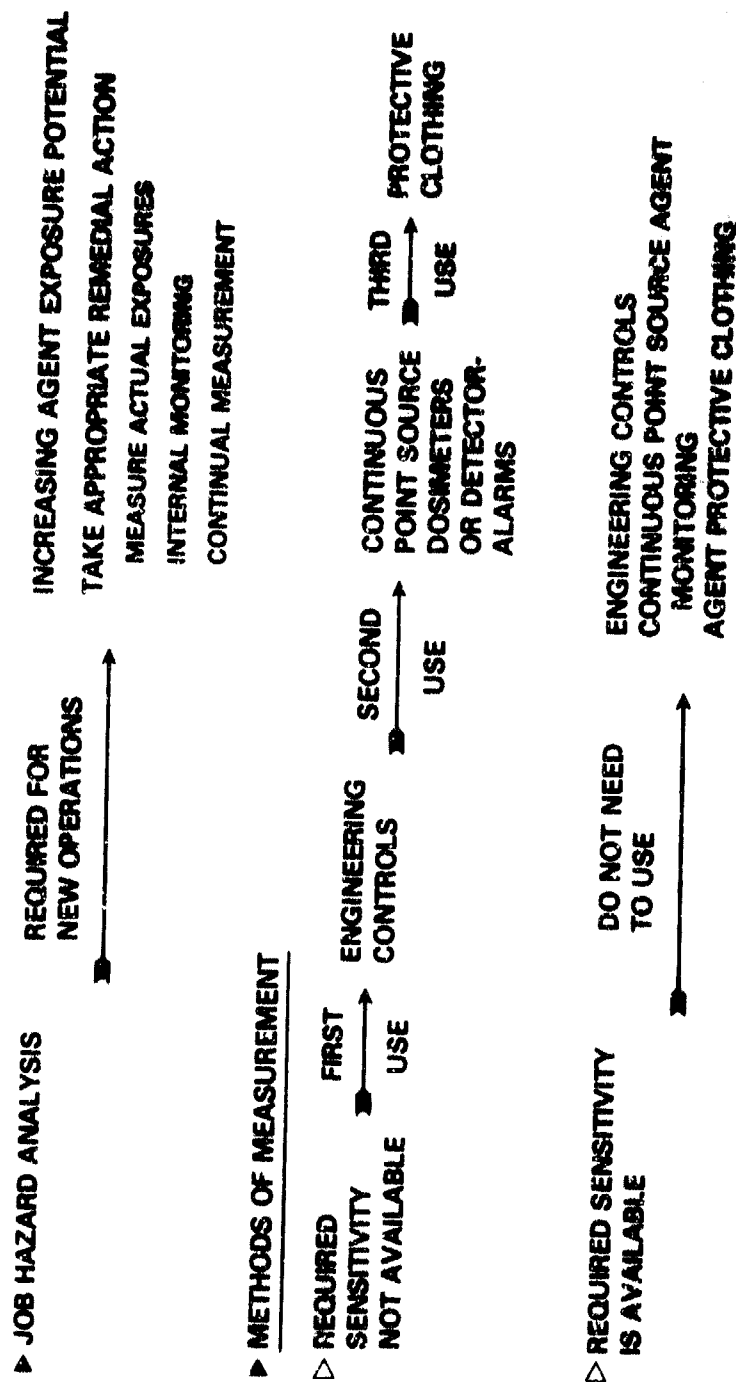 ▶ JOB HAZARD ANALYSIS
REQUIRED FOR
NEW OPERATIONS
INCREASING AGENT EXPOSURE POTENTIAL
TAKE APPROPRIATE REMEDIAL ACTION
MEASURE ACTUAL EXPOSURES
INTERNAL MONITORING
CONTINUAL MEASUREMENT
▶ METHODS OF MEASUREMENT
▷ REQUIRED
SENSITIVITY
NOT AVAILABLE
FIRST
USE
ENGINEERING
CONTROLS
SECOND
USE
CONTINUOUS
POINT SOURCE
DOSIMETERS
OR DETECTOR-
ALARMS
THIRD
USE
PROTECTIVE
CLOTHING
▷ REQUIRED SENSITIVITY
IS AVAILABLE
DO NOT NEED
TO USE
ENGINEERING CONTROLS
CONTINUOUS POINT SOURCE AGENT
MONITORING
AGENT PROTECTIVE CLOTHING